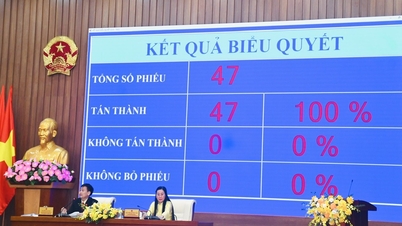 KẾT QUẢ BIỂU QUYẾT
TỔNG SỐ PHIẾU 47
TÁN THÀNH 47 100 %
KHÔNG TÁN THÀNH 0 0 %
KHÔNG BỎ PHIẾU 0 0 %